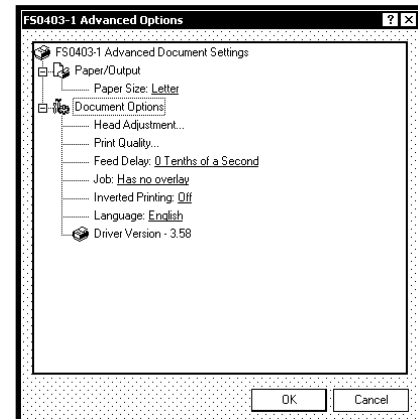 FS0403-1 Advanced Options
FS0403-1 Advanced Document Settings
Paper/Output
Paper Size: Letter
Document Options
Head Adjustment...
Print Quality...
Feed Delay: 0 Tenths of a Second
Job: Has no overlay
Inverted Printing: Off
Language: English
Driver Version - 3.58
OK Cancel